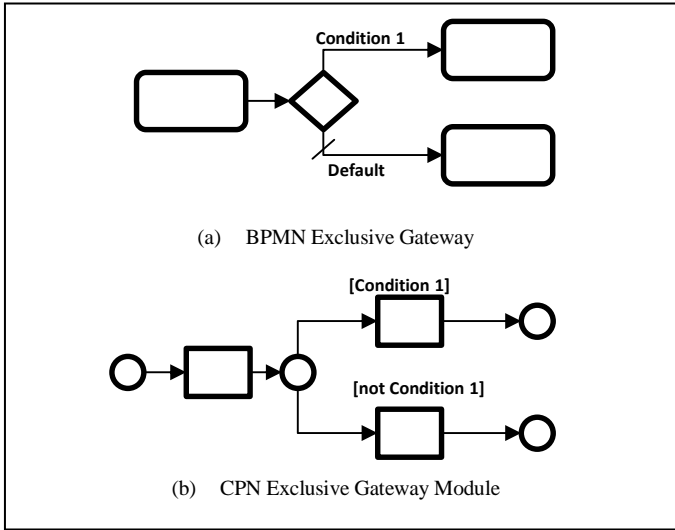 Condition 1
Default
(a) BPMN Exclusive Gateway
[Condition 1]
[not Condition 1]
(b) CPN Exclusive Gateway Module